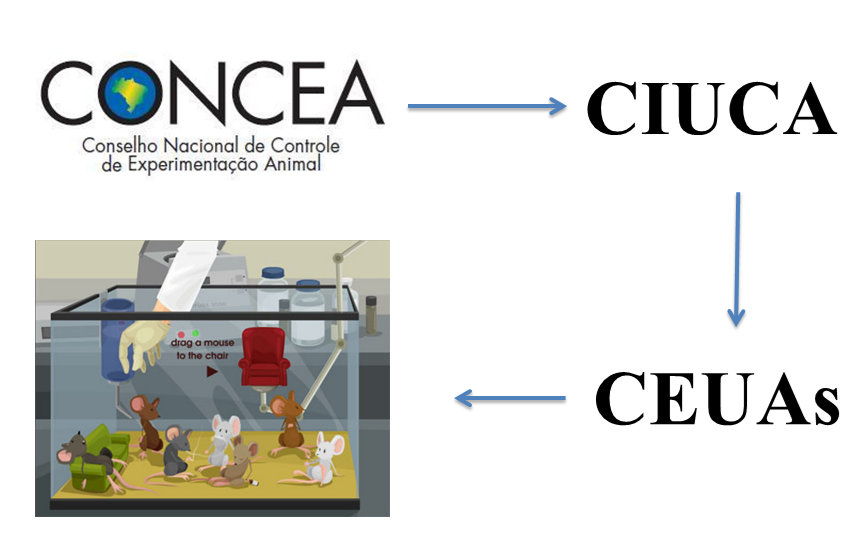 CONCEA
Conselho Nacional de Controle
de Experimentação Animal
CIUCA
CEUAs
drag a mouse
to the chair